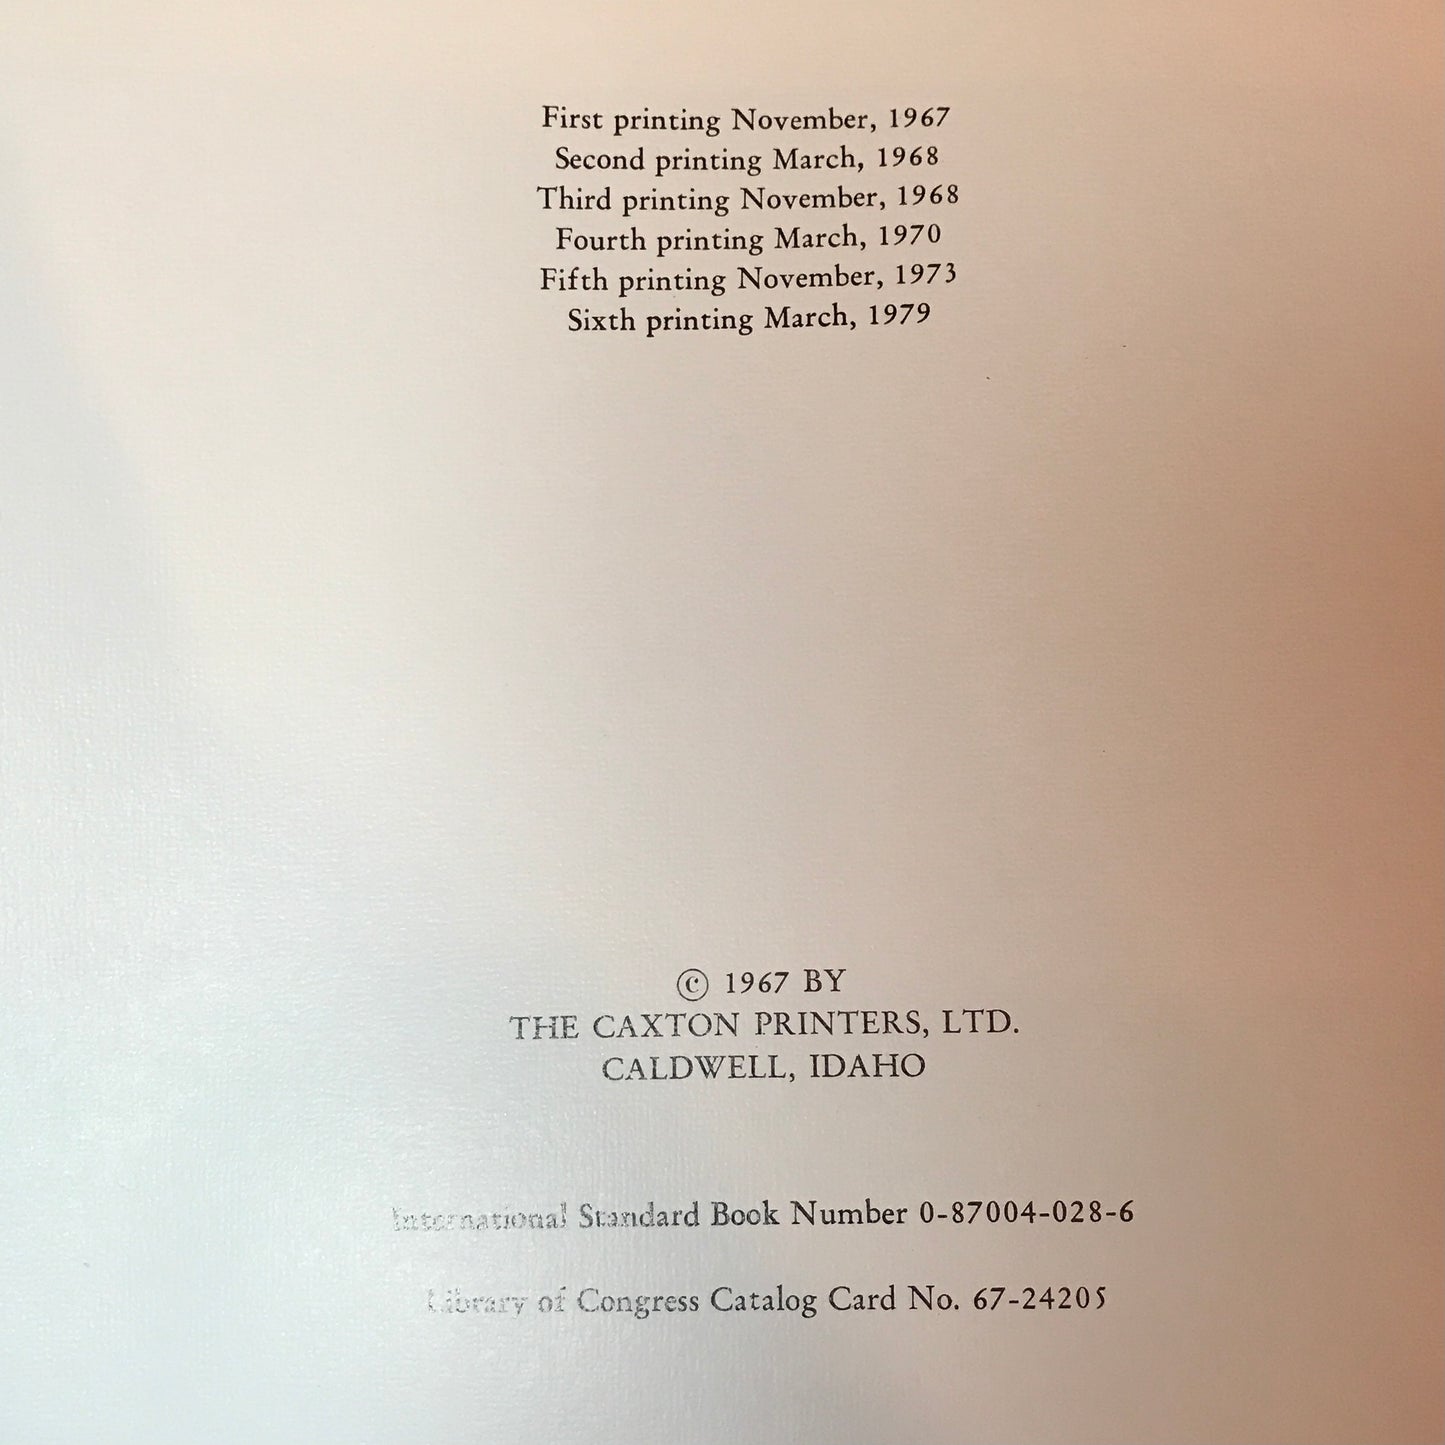 First printing November, 1967
Second printing March, 1968
Third printing November, 1968
Fourth printing March, 1970
Fifth printing November, 1973
Sixth printing March, 1979
© 1967 BY
THE CAXTON PRINTERS, LTD.
CALDWELL, IDAHO
International Standard Book Number 0-87004-028-6
Library of Congress Catalog Card No. 67-24205